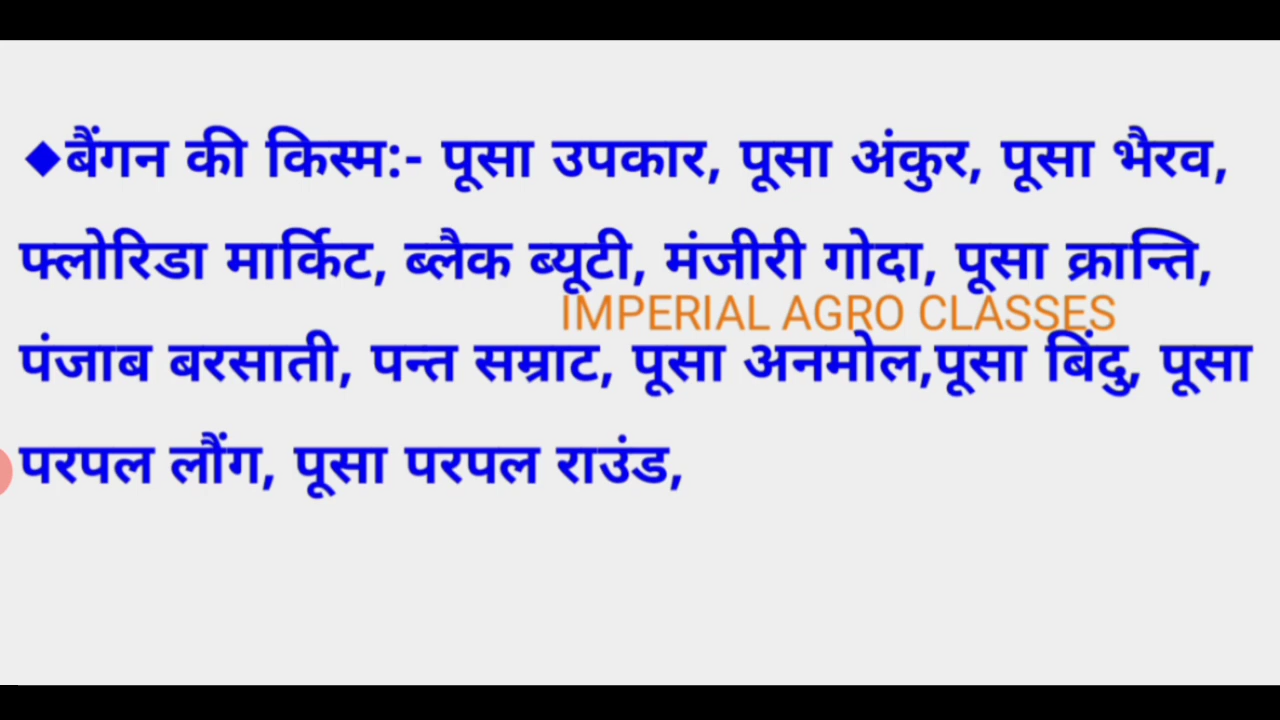 ◆बैंगन की किस्म:- पूसा उपकार, पूसा अंकुर, पूसा भैरव,
फ्लोरिडा मार्किट, ब्लैक ब्यूटी, मंजीरी गोदा, पूसा क्रान्ति,
IMPERIAL AGRO CLASSES
पंजाब बरसाती, पन्त सम्राट, पूसा अनमोल,पूसा बिंदु, पूसा
परपल लौंग, पूसा परपल राउंड,